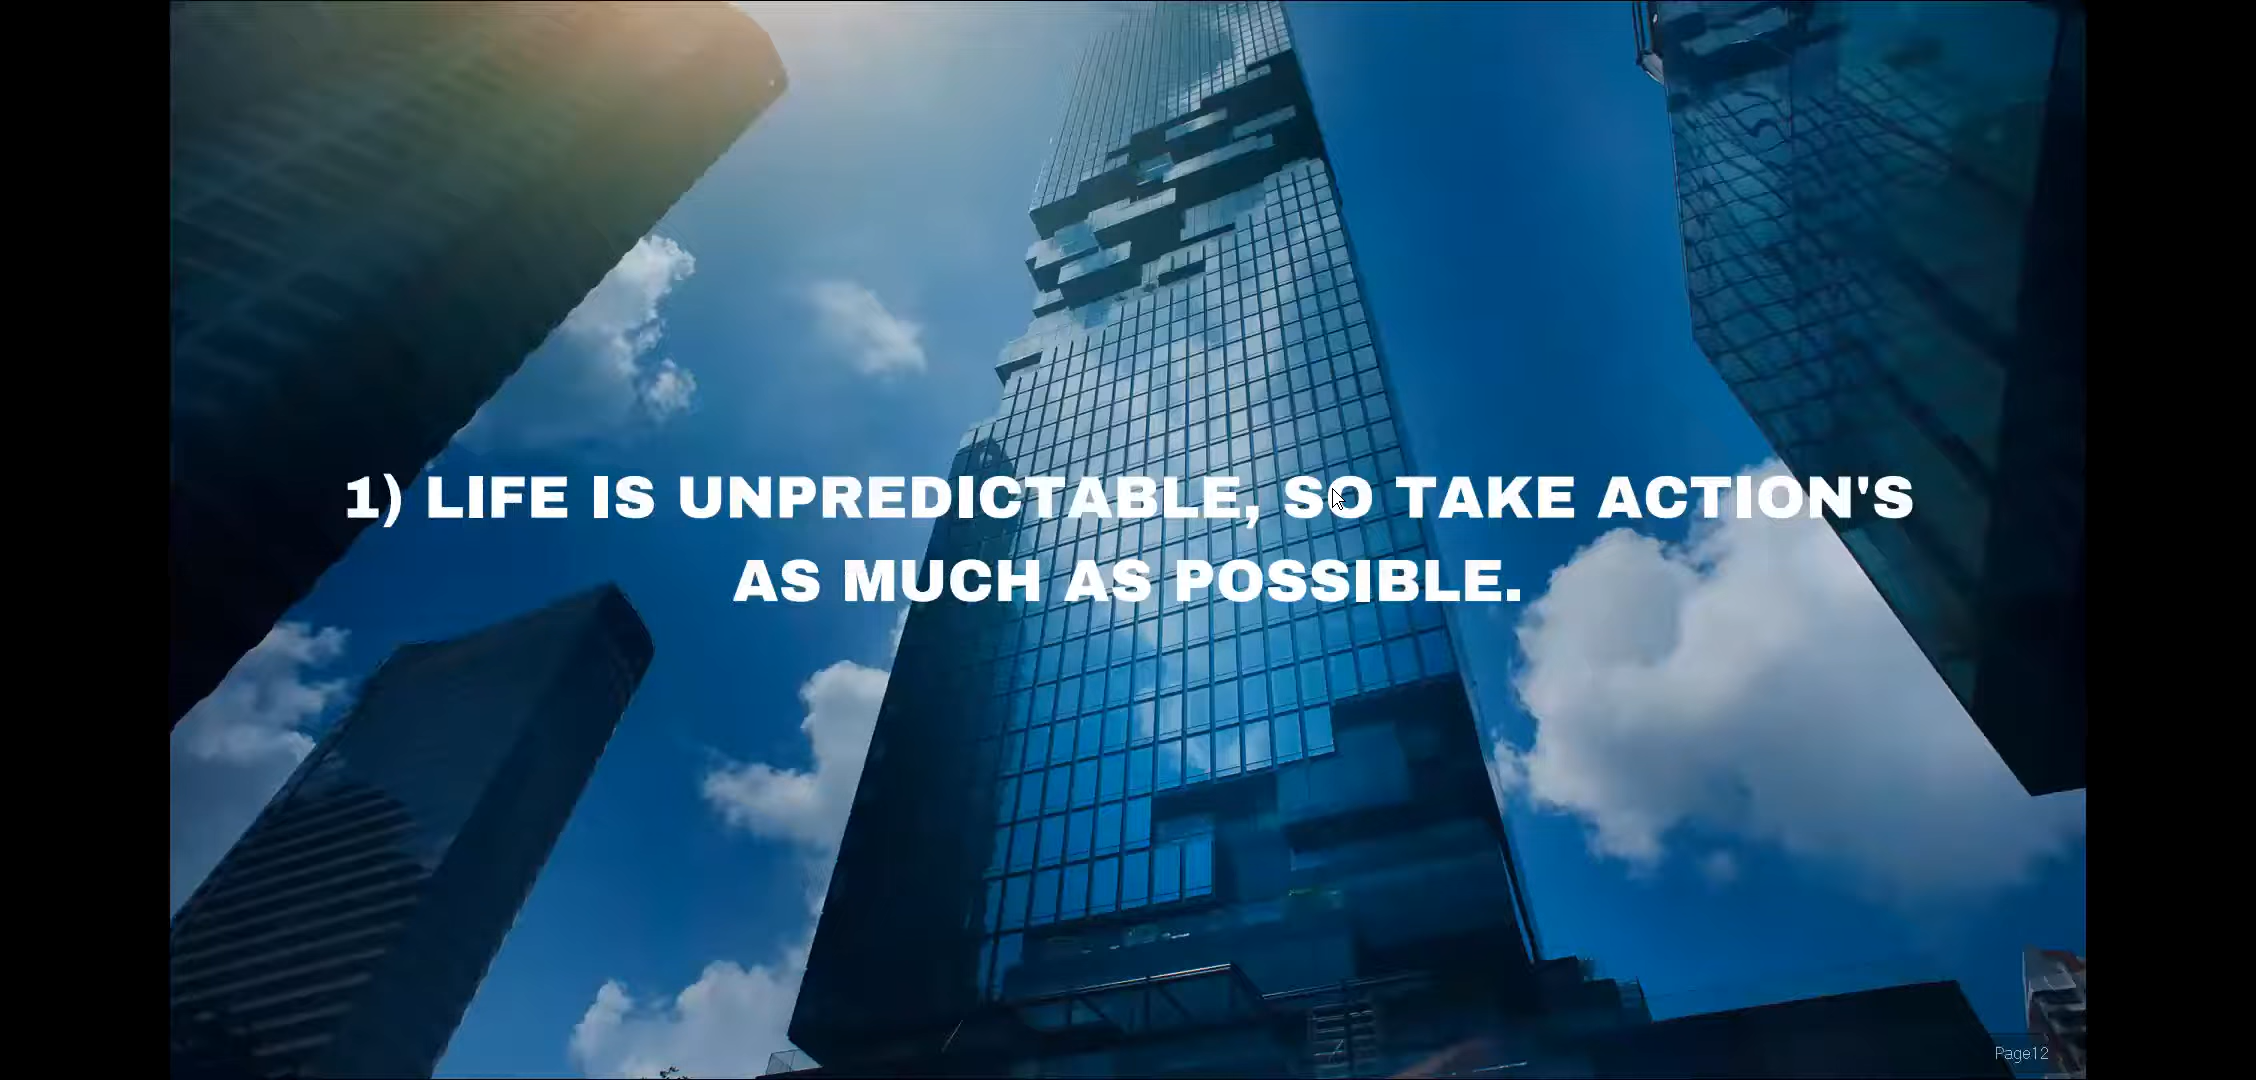 1) LIFE IS UNPREDICTABLE, SO TAKE ACTION'S
AS MUCH AS POSSIBLE.
Page12